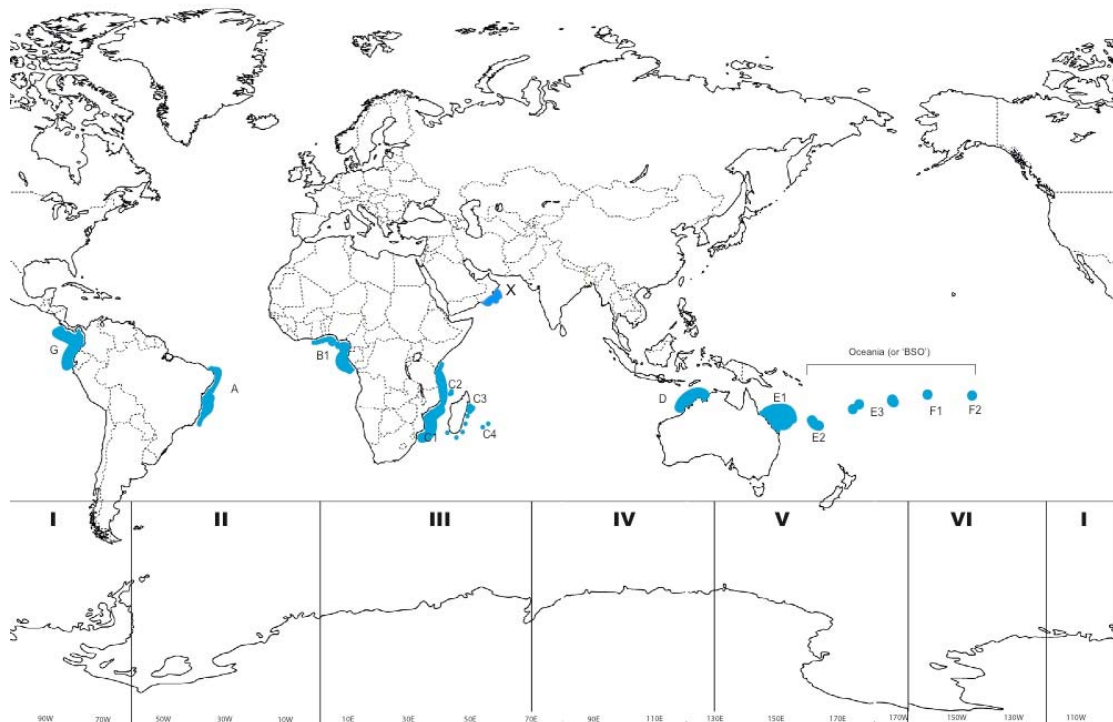 X
Oceania (or 'BSO')
G
B1
A
C2
C3
C4
C1
D
E1
E2
E3
F1
F2
I II III IV V VI I
90W 70W 50W 30W 10W 10E 30E 50E 70E 90E 110E 130E 150E 170E 170W 150W 130W 110W